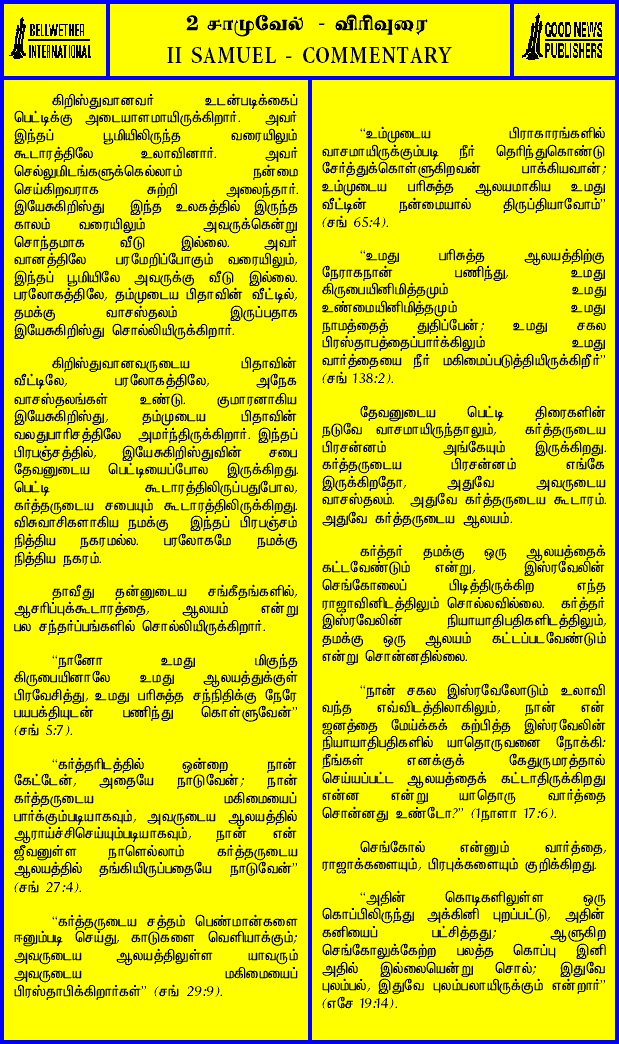 BELLWETHER
INTERNATIONAL
2 சாமுவேல் - விரிவுரை
II SAMUEL - COMMENTARY
GOOD NEWS
PUBLISHERS
கிறிஸ்துவானவர் உடன்படிக்கைப்
பெட்டிக்கு அடையாளமாயிருக்கிறார். அவர்
இந்தப் பூமியிலிருந்த வரையிலும்
கூடாரத்திலே உலாவினார். அவர்
செல்லுமிடங்களுக்கெல்லாம் நன்மை
செய்கிறவராக சுற்றி அலைந்தார்.
இயேசுகிறிஸ்து இந்த உலகத்தில் இருந்த
காலம் வரையிலும் அவருக்கென்று
சொந்தமாக வீடு இல்லை. அவர்
வானத்திலே பரமேறிப்போகும் வரையிலும்,
இந்தப் பூமியிலே அவருக்கு வீடு இல்லை.
பரலோகத்திலே, தம்முடைய பிதாவின் வீட்டில்,
தமக்கு வாசஸ்தலம் இருப்பதாக
இயேசுகிறிஸ்து சொல்லியிருக்கிறார்.
கிறிஸ்துவானவருடைய பிதாவின்
வீட்டிலே, பரலோகத்திலே, அநேக
வாசஸ்தலங்கள் உண்டு. குமாரனாகிய
இயேசுகிறிஸ்து, தம்முடைய பிதாவின்
வலதுபாரிசத்திலே அமர்ந்திருக்கிறார். இந்தப்
பிரபஞ்சத்தில், இயேசுகிறிஸ்துவின் சபை
தேவனுடைய பெட்டியைப்போல இருக்கிறது.
பெட்டி கூடாரத்திலிருப்பதுபோல,
கர்த்தருடைய சபையும் கூடாரத்திலிருக்கிறது.
விசுவாசிகளாகிய நமக்கு இந்தப் பிரபஞ்சம்
நித்திய நகரமல்ல. பரலோகமே நமக்கு
நித்திய நகரம்.
தாவீது தன்னுடைய சங்கீதங்களில்,
ஆசரிப்புக்கூடாரத்தை, ஆலயம் என்று
பல சந்தர்ப்பங்களில் சொல்லியிருக்கிறார்.
“நானோ உமது மிகுந்த
கிருபையினாலே உமது ஆலயத்துக்குள்
பிரவேசித்து, உமது பரிசுத்த சந்நிதிக்கு நேரே
பயபக்தியுடன் பணிந்து கொள்ளுவேன்”
(சங் 5:7).
“கர்த்தரிடத்தில் ஒன்றை நான்
கேட்டேன், அதையே நாடுவேன்; நான்
கர்த்தருடைய மகிமையைப்
பார்க்கும்படியாகவும், அவருடைய ஆலயத்தில்
ஆராய்ச்சிசெய்யும்படியாகவும், நான் என்
ஜீவனுள்ள நாளெல்லாம் கர்த்தருடைய
ஆலயத்தில் தங்கியிருப்பதையே நாடுவேன்”
(சங் 27:4).
“கர்த்தருடைய சத்தம் பெண்மான்களை
ஈனும்படி செய்து, காடுகளை வெளியாக்கும்;
அவருடைய ஆலயத்திலுள்ள யாவரும்
அவருடைய மகிமையைப்
பிரஸ்தாபிக்கிறார்கள்” (சங் 29:9).
“உம்முடைய பிராகாரங்களில்
வாசமாயிருக்கும்படி நீர் தெரிந்துகொண்டு
சேர்த்துக்கொள்ளுகிறவன் பாக்கியவான்;
உம்முடைய பரிசுத்த ஆலயமாகிய உமது
வீட்டின் நன்மையால் திருப்தியாவோம்”
(சங் 65:4).
“உமது பரிசுத்த ஆலயத்திற்கு
நேராகநான் பணிந்து, உமது
கிருபையினிமித்தமும் உமது
உண்மையினிமித்தமும் உமது
நாமத்தைத் துதிப்பேன்; உமது சகல
பிரஸ்தாபத்தைப்பார்க்கிலும் உமது
வார்த்தையை நீர் மகிமைப்படுத்தியிருக்கிறீர்”
(சங் 138:2).
தேவனுடைய பெட்டி திரைகளின்
நடுவே வாசமாயிருந்தாலும், கர்த்தருடைய
பிரசன்னம் அங்கேயும் இருக்கிறது.
கர்த்தருடைய பிரசன்னம் எங்கே
இருக்கிறதோ, அதுவே அவருடைய
வாசஸ்தலம். அதுவே கர்த்தருடைய கூடாரம்.
அதுவே கர்த்தருடைய ஆலயம்.
கர்த்தர் தமக்கு ஒரு ஆலயத்தைக்
கட்டவேண்டும் என்று, இஸ்ரவேலின்
செங்கோலைப் பிடித்திருக்கிற எந்த
ராஜாவினிடத்திலும் சொல்லவில்லை. கர்த்தர்
இஸ்ரவேலின் நியாயாதிபதிகளிடத்திலும்,
தமக்கு ஒரு ஆலயம் கட்டப்படவேண்டும்
என்று சொன்னதில்லை.
“நான் சகல இஸ்ரவேலோடும் உலாவி
வந்த எவ்விடத்திலாகிலும், நான் என்
ஜனத்தை மேய்க்கக் கற்பித்த இஸ்ரவேலின்
நியாயாதிபதிகளில் யாதொருவனை நோக்கி:
நீங்கள் எனக்குக் கேதுருமரத்தால்
செய்யப்பட்ட ஆலயத்தைக் கட்டாதிருக்கிறது
என்ன என்று யாதொரு வார்த்தை
சொன்னது உண்டோ?” (1நாளா 17:6).
செங்கோல் என்னும் வார்த்தை,
ராஜாக்களையும், பிரபுக்களையும் குறிக்கிறது.
“அதின் கொடிகளிலுள்ள ஒரு
கொப்பிலிருந்து அக்கினி புறப்பட்டு, அதின்
கனியைப் பட்சித்தது; ஆளுகிற
செங்கோலுக்கேற்ற பலத்த கொப்பு இனி
அதில் இல்லையென்று சொல்; இதுவே
புலம்பல், இதுவே புலம்பலாயிருக்கும் என்றார்”
(எசே 19:14).